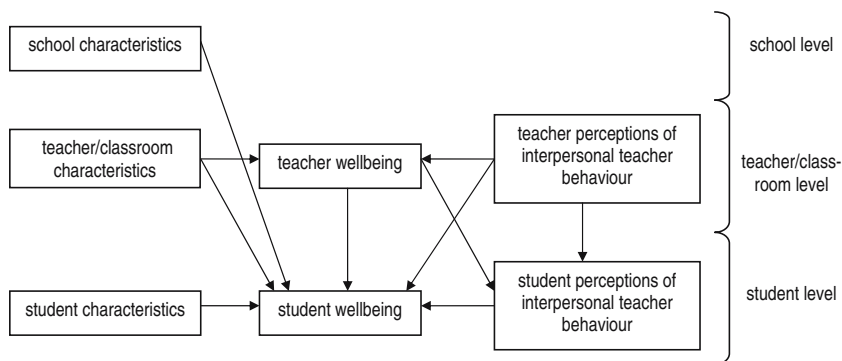 school characteristics
school level
teacher/classroom
characteristics
teacher wellbeing
teacher perceptions of
interpersonal teacher
behaviour
teacher/class-
room level
student characteristics
student wellbeing
student perceptions of
interpersonal teacher
behaviour
student level